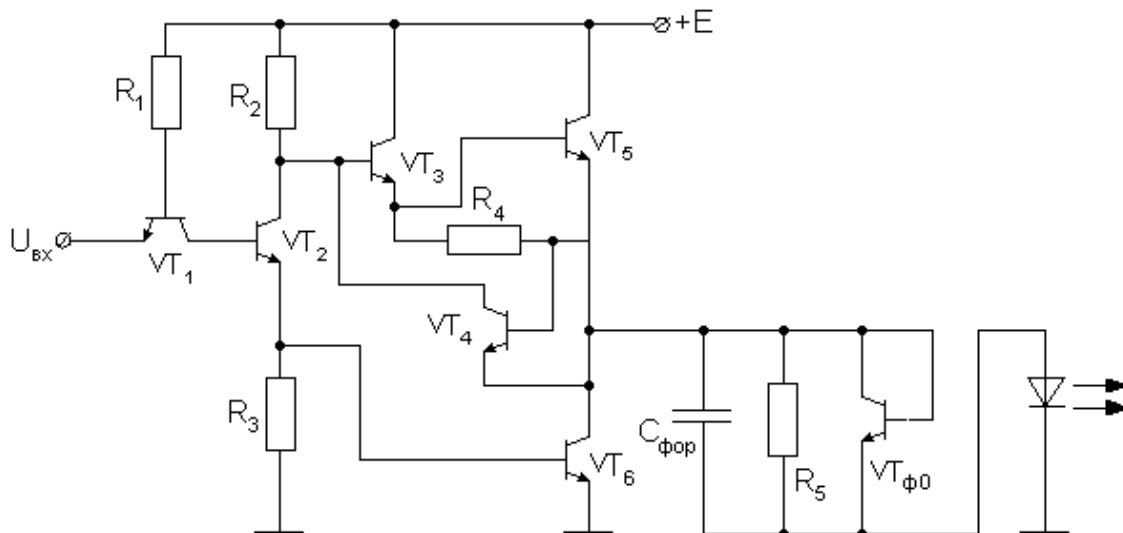 +E
R₁
R₂
VT₃
VT₅
R₄
Uвх
VT₁
VT₂
VT₄
R₃
Cфор
R₅
VTф0
VT₆